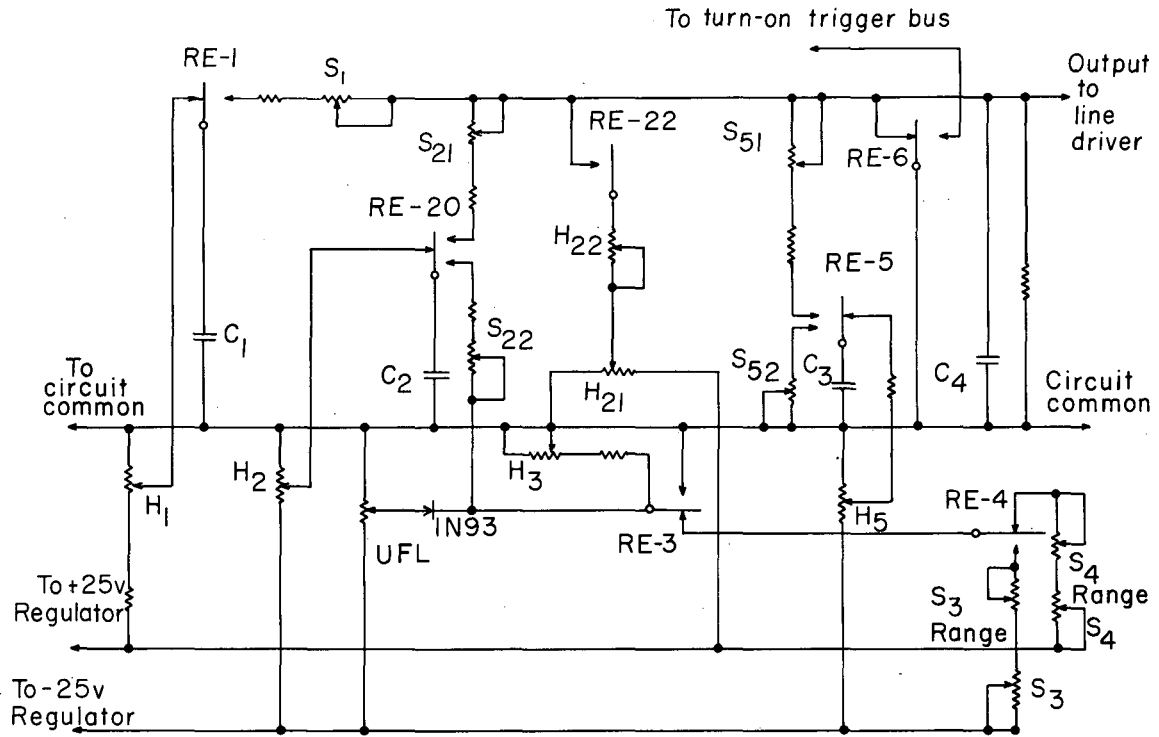 To turn-on trigger bus
RE-1
S1
Output
to
line
driver
RE-22
S21
S51
RE-6
RE-20
H22
RE-5
C1
S22
C2
H21
S52
C3
C4
To
circuit
common
Circuit
common
H1
H2
H3
H5
RE-4
IN93
UFL
RE-3
S4
Range
S3
Range
S4
To+25v
Regulator
To-25v
Regulator
S3